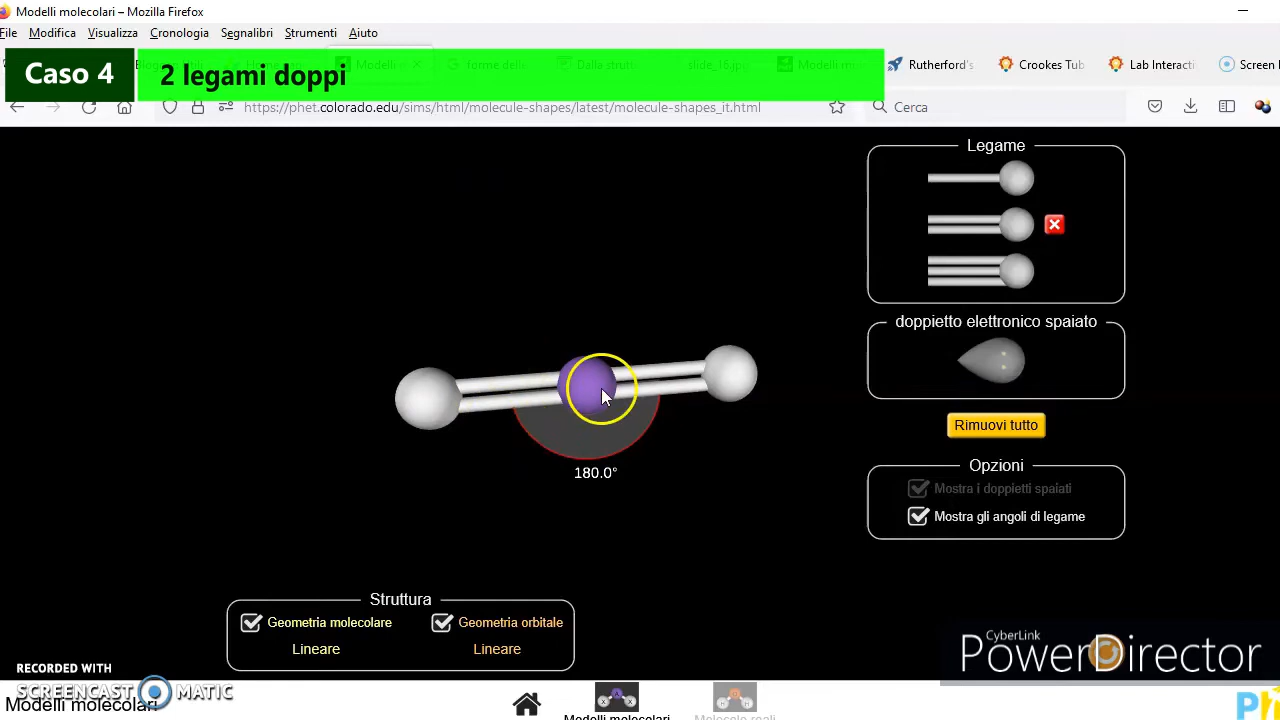 Modelli molecolari – Mozilla Firefox
File Modifica Visualizza Cronologia Segnalibri Strumenti Aiuto
Caso 4 2 legami doppi
Rutherford's Crookes Tub Lab Interacti Screen
https://phet.colorado.edu/sims/html/molecule-shapes/latest/molecule-shapes_it.html Cerca
Legame
doppietto elettronico spaiato
Rimuovi tutto
180.0°
Opzioni
Mostra i doppietti spaiati
Mostra gli angoli di legame
Struttura
Geometria molecolare Geometria orbitale
Lineare Lineare
CyberLink
PowerDirector
RECORDED WITH
SCREENCAST MATIC
Modelli molecolari
Modelli molecolari Molecole reali